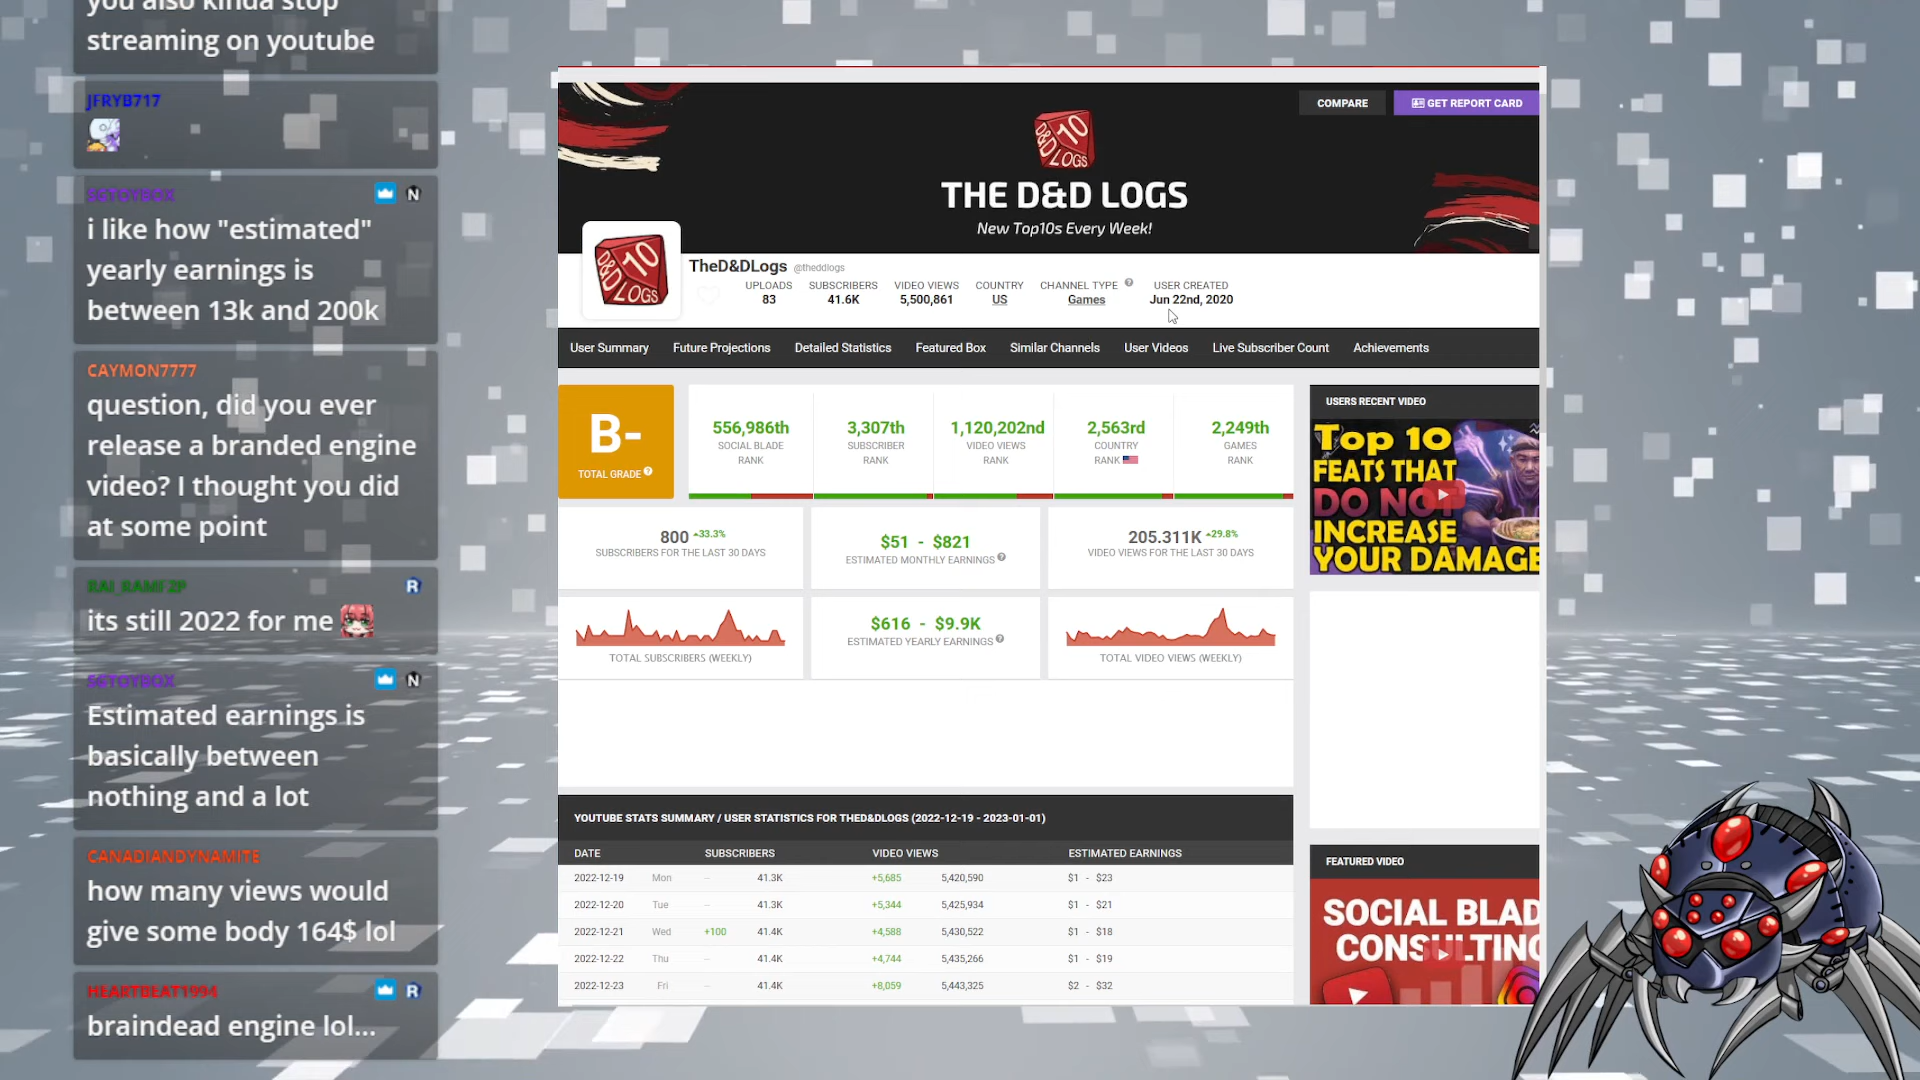 you also kinda stop
streaming on youtube
JFRYB717
i like how "estimated"
yearly earnings is
between 13k and 200k
CAYMON7777
question, did you ever
release a branded engine
video? I thought you did
at some point
its still 2022 for me
Estimated earnings is
basically between
nothing and a lot
CANADIANDYNAMITE
how many views would
give some body 164$ lol
HEARTBEAT1994
braindead engine lol...
COMPARE
GET REPORT CARD
10
D&D LOGS
THE D&D LOGS
New Top10s Every Week!
10
D&D LOGS
TheD&DLogs @theddlogs
UPLOADS SUBSCRIBERS VIDEO VIEWS COUNTRY CHANNEL TYPE USER CREATED
83 41.6K 5,500,861 US Games Jun 22nd, 2020
User Summary Future Projections Detailed Statistics Featured Box Similar Channels User Videos Live Subscriber Count Achievements
B-
TOTAL GRADE
556,986th
SOCIAL BLADE
RANK
3,307th
SUBSCRIBER
RANK
1,120,202nd
VIDEO VIEWS
RANK
2,563rd
COUNTRY
RANK
2,249th
GAMES
RANK
800 33.3%
SUBSCRIBERS FOR THE LAST 30 DAYS
$51 - $821
ESTIMATED MONTHLY EARNINGS
205.311K 29.8%
VIDEO VIEWS FOR THE LAST 30 DAYS
TOTAL SUBSCRIBERS (WEEKLY)
$616 - $9.9K
ESTIMATED YEARLY EARNINGS
TOTAL VIDEO VIEWS (WEEKLY)
YOUTUBE STATS SUMMARY / USER STATISTICS FOR THED&DLOGS (2022-12-19 - 2023-01-01)
DATE SUBSCRIBERS VIDEO VIEWS ESTIMATED EARNINGS
2022-12-19 Mon -- 41.3K +5,685 5,420,590 $1 - $23
2022-12-20 Tue -- 41.3K +5,344 5,425,934 $1 - $21
2022-12-21 Wed +100 41.4K +4,588 5,430,522 $1 - $18
2022-12-22 Thu -- 41.4K +4,744 5,435,266 $1 - $19
2022-12-23 Fri -- 41.4K +8,059 5,443,325 $2 - $32
USERS RECENT VIDEO
Top 10
FEATS THAT
DO NOT
INCREASE
YOUR DAMAGE
FEATURED VIDEO
SOCIAL BLAD
CONSULTING